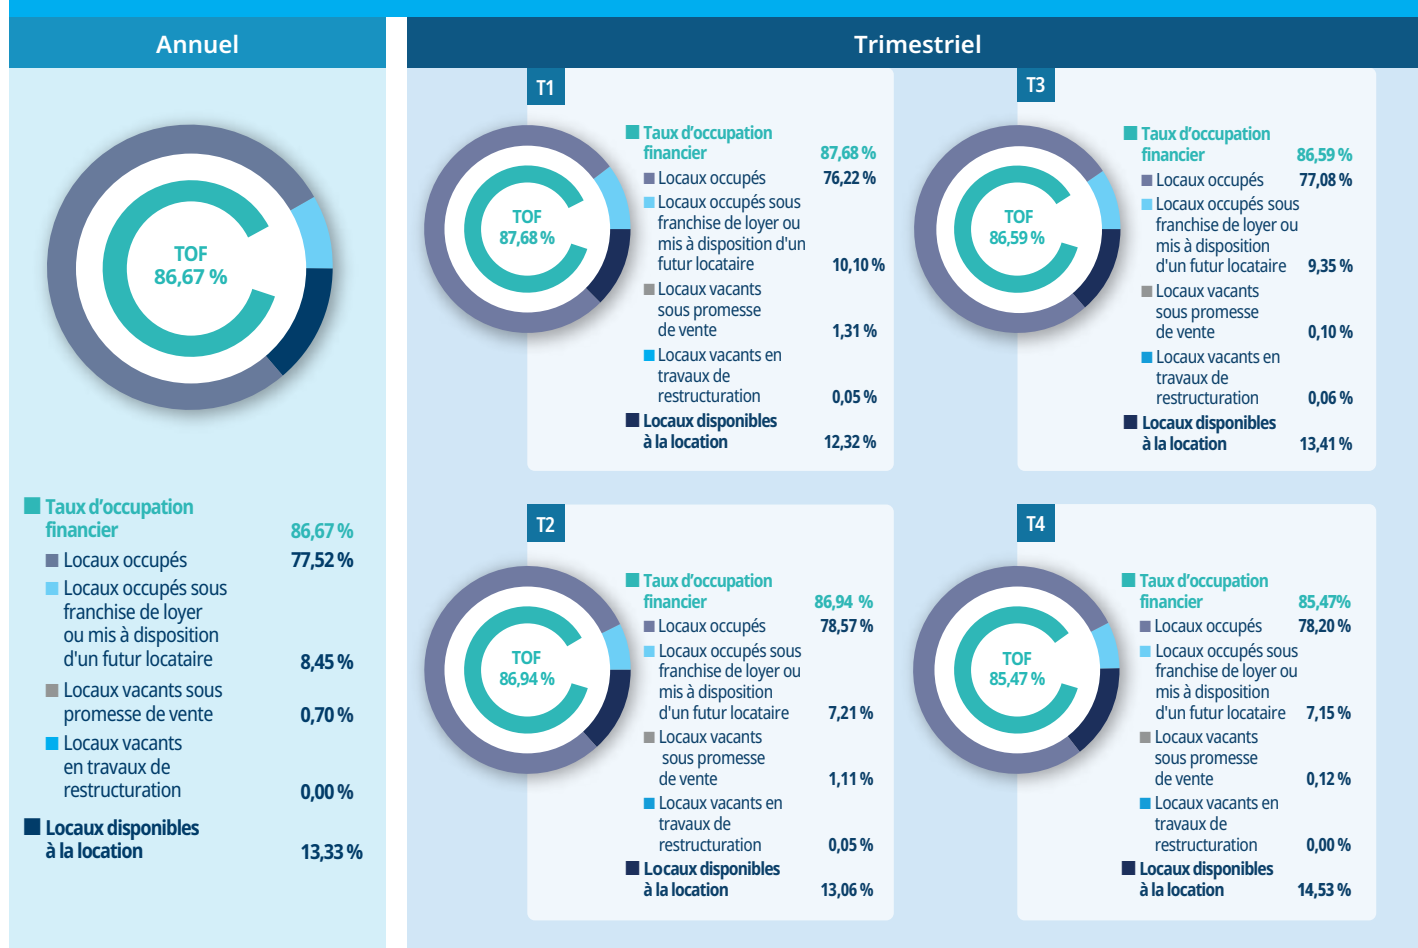 Annuel
TOF
86,67 %
Taux d’occupation
financier 86,67 %
Locaux occupés 77,52 %
Locaux occupés sous
franchise de loyer
ou mis à disposition
d'un futur locataire 8,45 %
Locaux vacants sous
promesse de vente 0,70 %
Locaux vacants
en travaux de
restructuration 0,00 %
Locaux disponibles
à la location 13,33 %
Trimestriel
T1
TOF
87,68 %
Taux d’occupation
financier 87,68 %
Locaux occupés 76,22 %
Locaux occupés sous
franchise de loyer ou
mis à disposition d'un
futur locataire 10,10 %
Locaux vacants
sous promesse
de vente 1,31 %
Locaux vacants en
travaux de
restructuration 0,05 %
Locaux disponibles
à la location 12,32 %
T2
TOF
86,94 %
Taux d’occupation
financier 86,94 %
Locaux occupés 78,57 %
Locaux occupés sous
franchise de loyer ou
mis à disposition
d'un futur locataire 7,21 %
Locaux vacants
sous promesse
de vente 1,11 %
Locaux vacants en
travaux de
restructuration 0,05 %
Locaux disponibles
à la location 13,06 %
T3
TOF
86,59 %
Taux d’occupation
financier 86,59 %
Locaux occupés 77,08 %
Locaux occupés sous
franchise de loyer ou
mis à disposition
d'un futur locataire 9,35 %
Locaux vacants
sous promesse
de vente 0,10 %
Locaux vacants en
travaux de
restructuration 0,06 %
Locaux disponibles
à la location 13,41 %
T4
TOF
85,47 %
Taux d’occupation
financier 85,47%
Locaux occupés 78,20 %
Locaux occupés sous
franchise de loyer ou
mis à disposition
d'un futur locataire 7,15 %
Locaux vacants
sous promesse
de vente 0,12 %
Locaux vacants en
travaux de
restructuration 0,00 %
Locaux disponibles
à la location 14,53 %